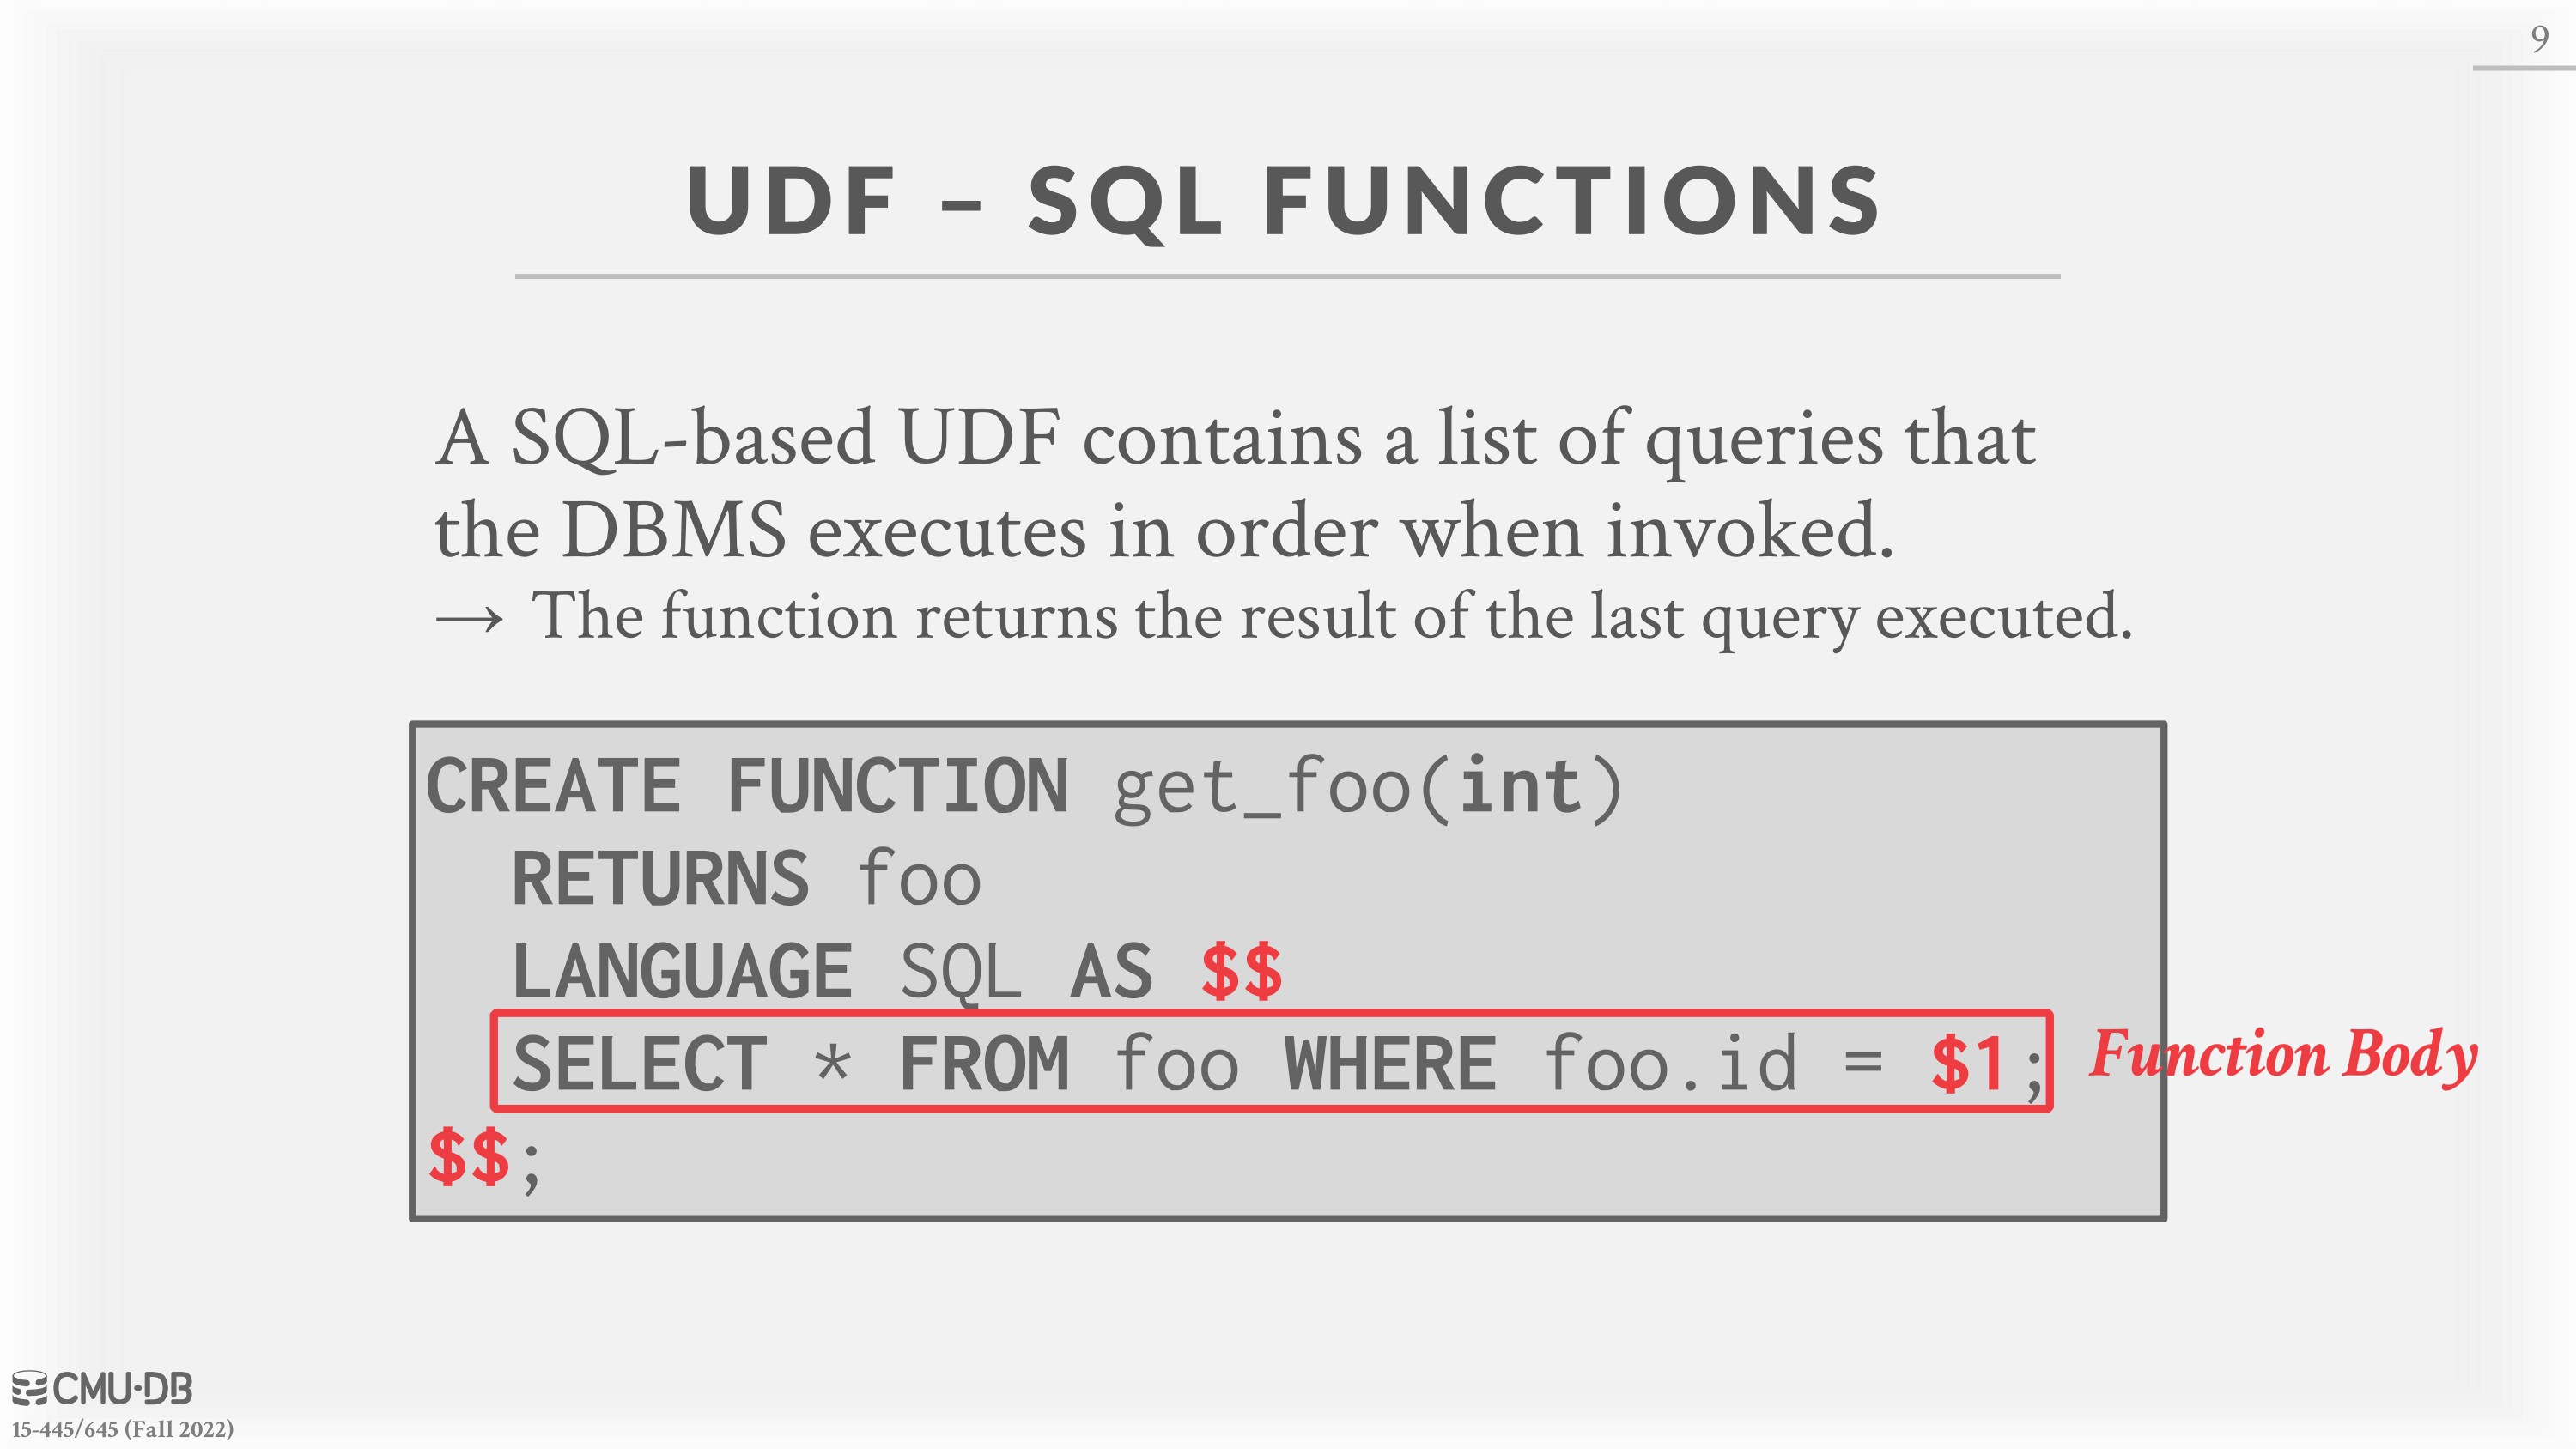 9
UDF – SQL FUNCTIONS
A SQL-based UDF contains a list of queries that
the DBMS executes in order when invoked.
→ The function returns the result of the last query executed.
CREATE FUNCTION get_foo(int)
RETURNS foo
LANGUAGE SQL AS $$
SELECT * FROM foo WHERE foo.id = $1;
Function Body
$$;
CMU·DB
15-445/645 (Fall 2022)